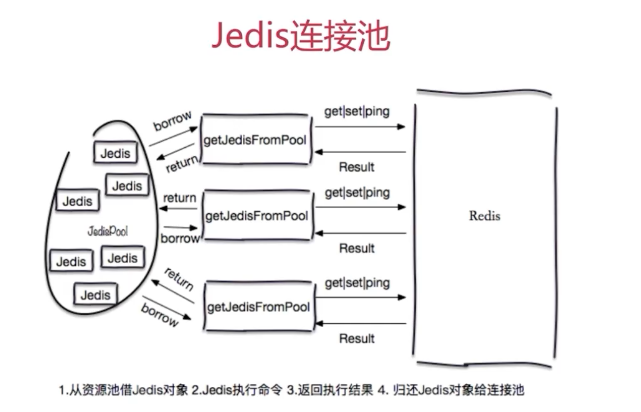 Jedis连接池
borrow
return
getJedisFromPool
get|set|ping
Result
Jedis
Jedis
Jedis
JedisPool
Jedis
Jedis
Jedis
return
borrow
getJedisFromPool
get|set|ping
Result
return
borrow
getJedisFromPool
get|set|ping
Result
Redis
1.从资源池借Jedis对象 2.Jedis执行命令 3.返回执行结果 4. 归还Jedis对象给连接池